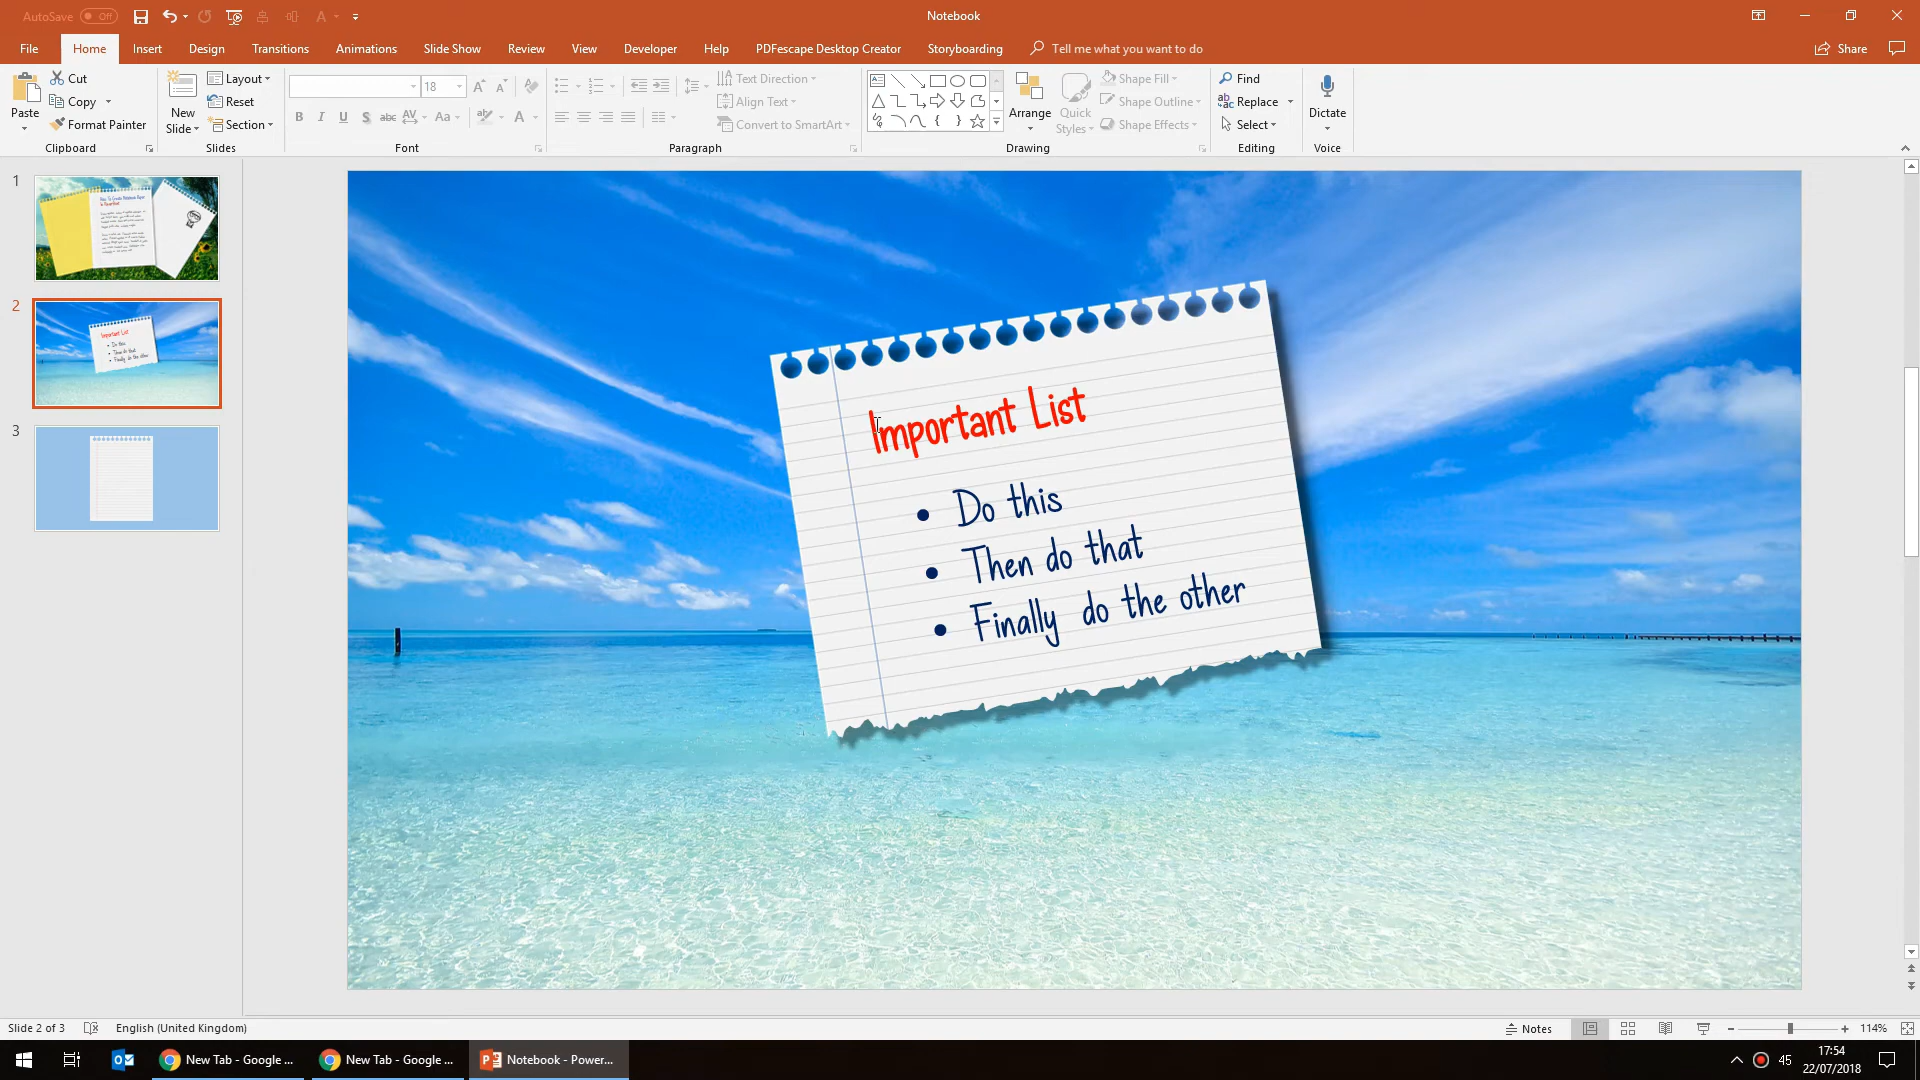 AutoSave Off
Notebook
File Home Insert Design Transitions Animations Slide Show Review View Developer Help PDFescape Desktop Creator Storyboarding Tell me what you want to do Share
Paste
Cut
Copy
Format Painter
Clipboard
New Slide
Layout
Reset
Section
Slides
18
Font
Text Direction
Align Text
Convert to SmartArt
Paragraph
Arrange
Quick Styles
Shape Fill
Shape Outline
Shape Effects
Drawing
Find
Replace
Select
Editing
Dictate
Voice
1
2
3
Important List
• Do this
• Then do that
• Finally do the other
Slide 2 of 3 English (United Kingdom) Notes 114%
New Tab - Google ... New Tab - Google ... Notebook - Power... 45
17:54
22/07/2018